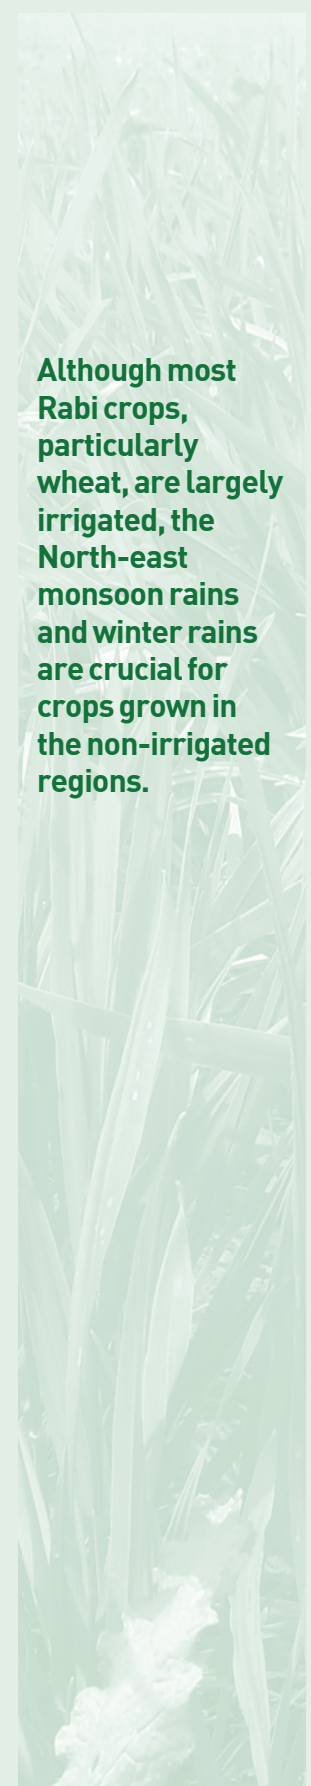 Although most
Rabi crops,
particularly
wheat, are largely
irrigated, the
North-east
monsoon rains
and winter rains
are crucial for
crops grown in
the non-irrigated
regions.